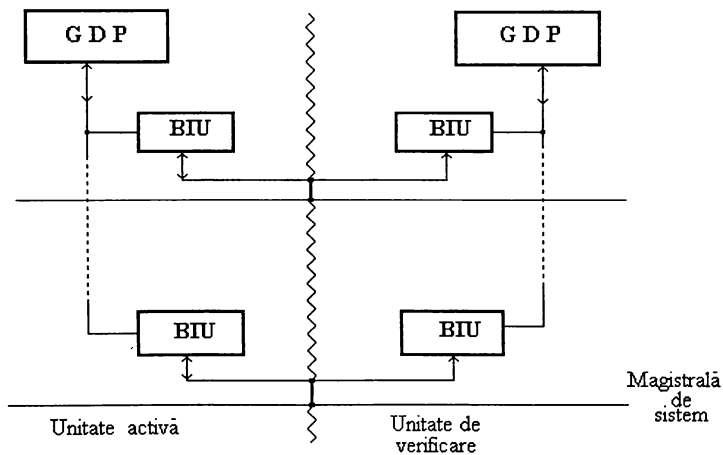 G D P
G D P
BIU
BIU
BIU
BIU
Magistrală
de
sistem
Unitate activă
Unitate de
verificare